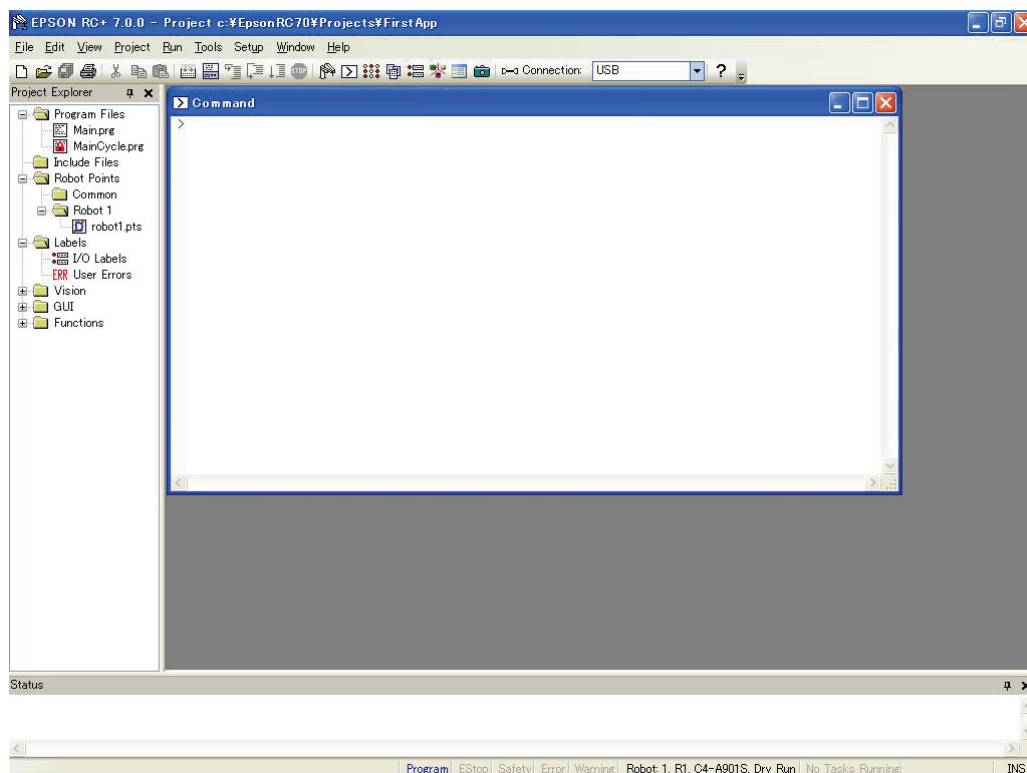 EPSON RC+ 7.0.0 - Project c:¥EpsonRC70¥Projects¥FirstApp
File Edit View Project Run Tools Setup Window Help
STOP Connection: USB ?
Project Explorer
Program Files
Main.prg
MainCycle.prg
Include Files
Robot Points
Common
Robot 1
robot1.pts
Labels
I/O Labels
ERR User Errors
Vision
GUI
Functions
Command
>
Status
Program EStop Safety Error Warning Robot: 1, R1, C4-A901S, Dry Run No Tasks Running INS